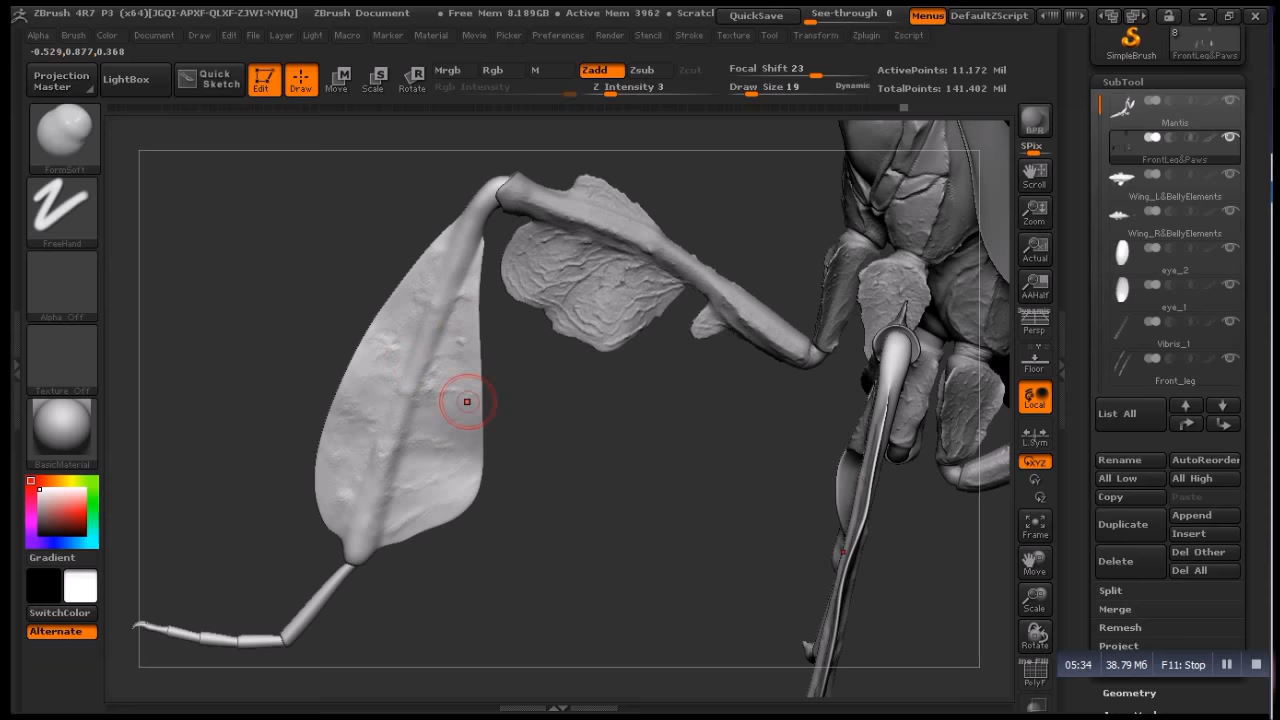 ZBrush 4R7 P3 (x64)[JGQI-APXF-QLXF-ZJWI-NYHQ] ZBrush Document • Free Mem 8.189GB • Active Mem 3962 • Scratcl QuickSave See-through 0 Menus DefaultZScript
Alpha Brush Color Document Draw Edit File Layer Light Macro Marker Material Movie Picker Preferences Render Stencil Stroke Texture Tool Transform Zplugin Zscript
-0.529,0.877,0.368
Projection Master
LightBox
Quick Sketch
Edit Draw Move Scale Rotate
Mrgb Rgb M Zadd Zsub Zcut
Rgb Intensity Z Intensity 3
Focal Shift 23
Draw Size 19 Dynamic
ActivePoints: 11.172 Mil
TotalPoints: 141.402 Mil
FormSoft
FreeHand
Alpha Off
Texture Off
BasicMaterial
Gradient
SwitchColor
Alternate
BPR
SPix
Scroll
Zoom
Actual
AAHalf
Dynamic
Persp
Floor
Local
L.Sym
XYZ
Frame
Move
Scale
Rotate
PolyF
8
SimpleBrush FrontLeg&Paws
SubTool
Mantis
FrontLeg&Paws
Wing_L&BellyElements
Wing_R&BellyElements
eye_2
eye_1
Vibris_1
Front_leg
List All
Rename AutoReorder
All Low All High
Copy Paste
Duplicate Append
Insert
Delete Del Other
Del All
Split
Merge
Remesh
Project
05:34 38.79 Мб F11: Stop
Geometry